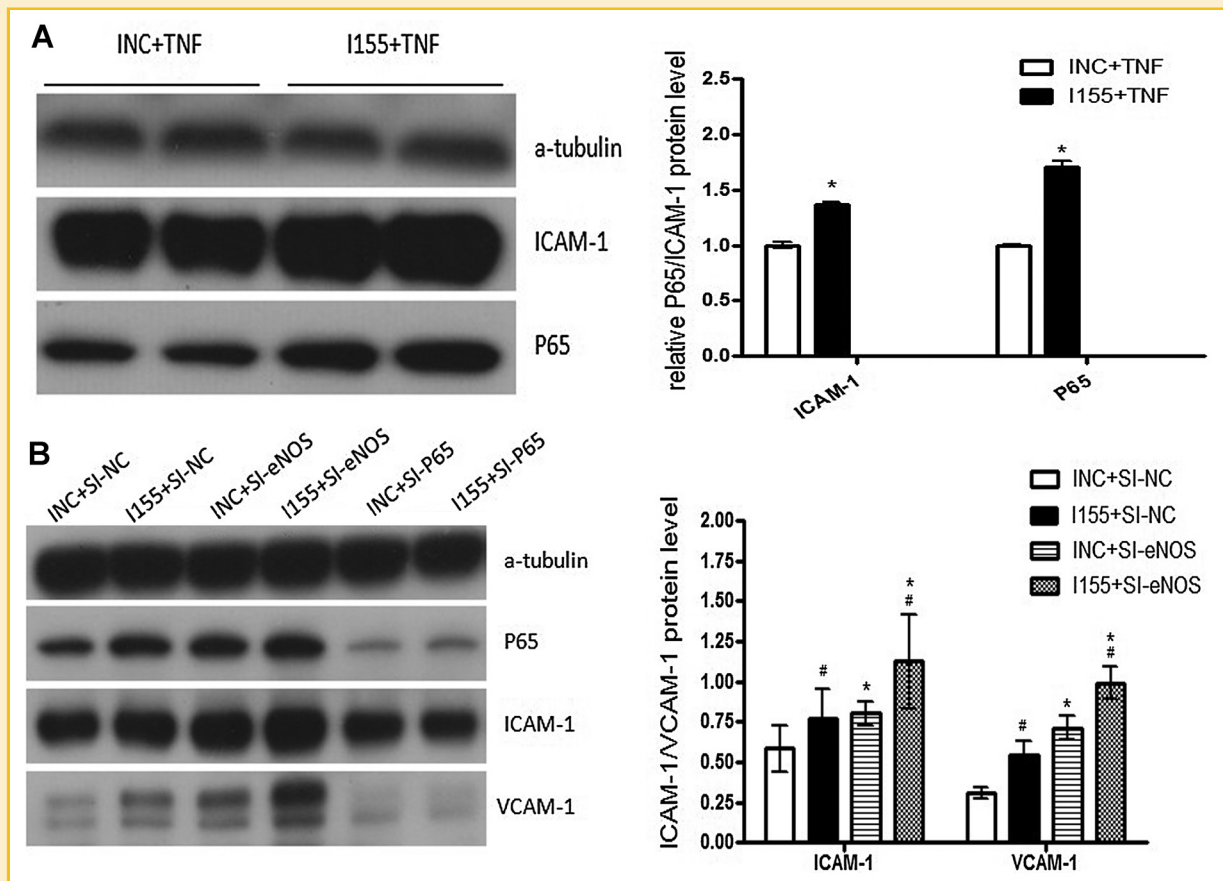 A
INC+TNF
I155+TNF
a-tubulin
ICAM-1
P65
relative P65/ICAM-1 protein level
2.5
2.0
1.5
1.0
0.5
0.0
INC+TNF
I155+TNF
*
*
ICAM-1
P65
B
INC+SI-NC
I155+SI-NC
INC+SI-eNOS
I155+SI-eNOS
INC+SI-P65
I155+SI-P65
a-tubulin
P65
ICAM-1
VCAM-1
ICAM-1/VCAM-1 protein level
2.00
1.75
1.50
1.25
1.00
0.75
0.50
0.25
0.00
INC+SI-NC
I155+SI-NC
INC+SI-eNOS
I155+SI-eNOS
#
*
*
#
#
*
*
#
ICAM-1
VCAM-1